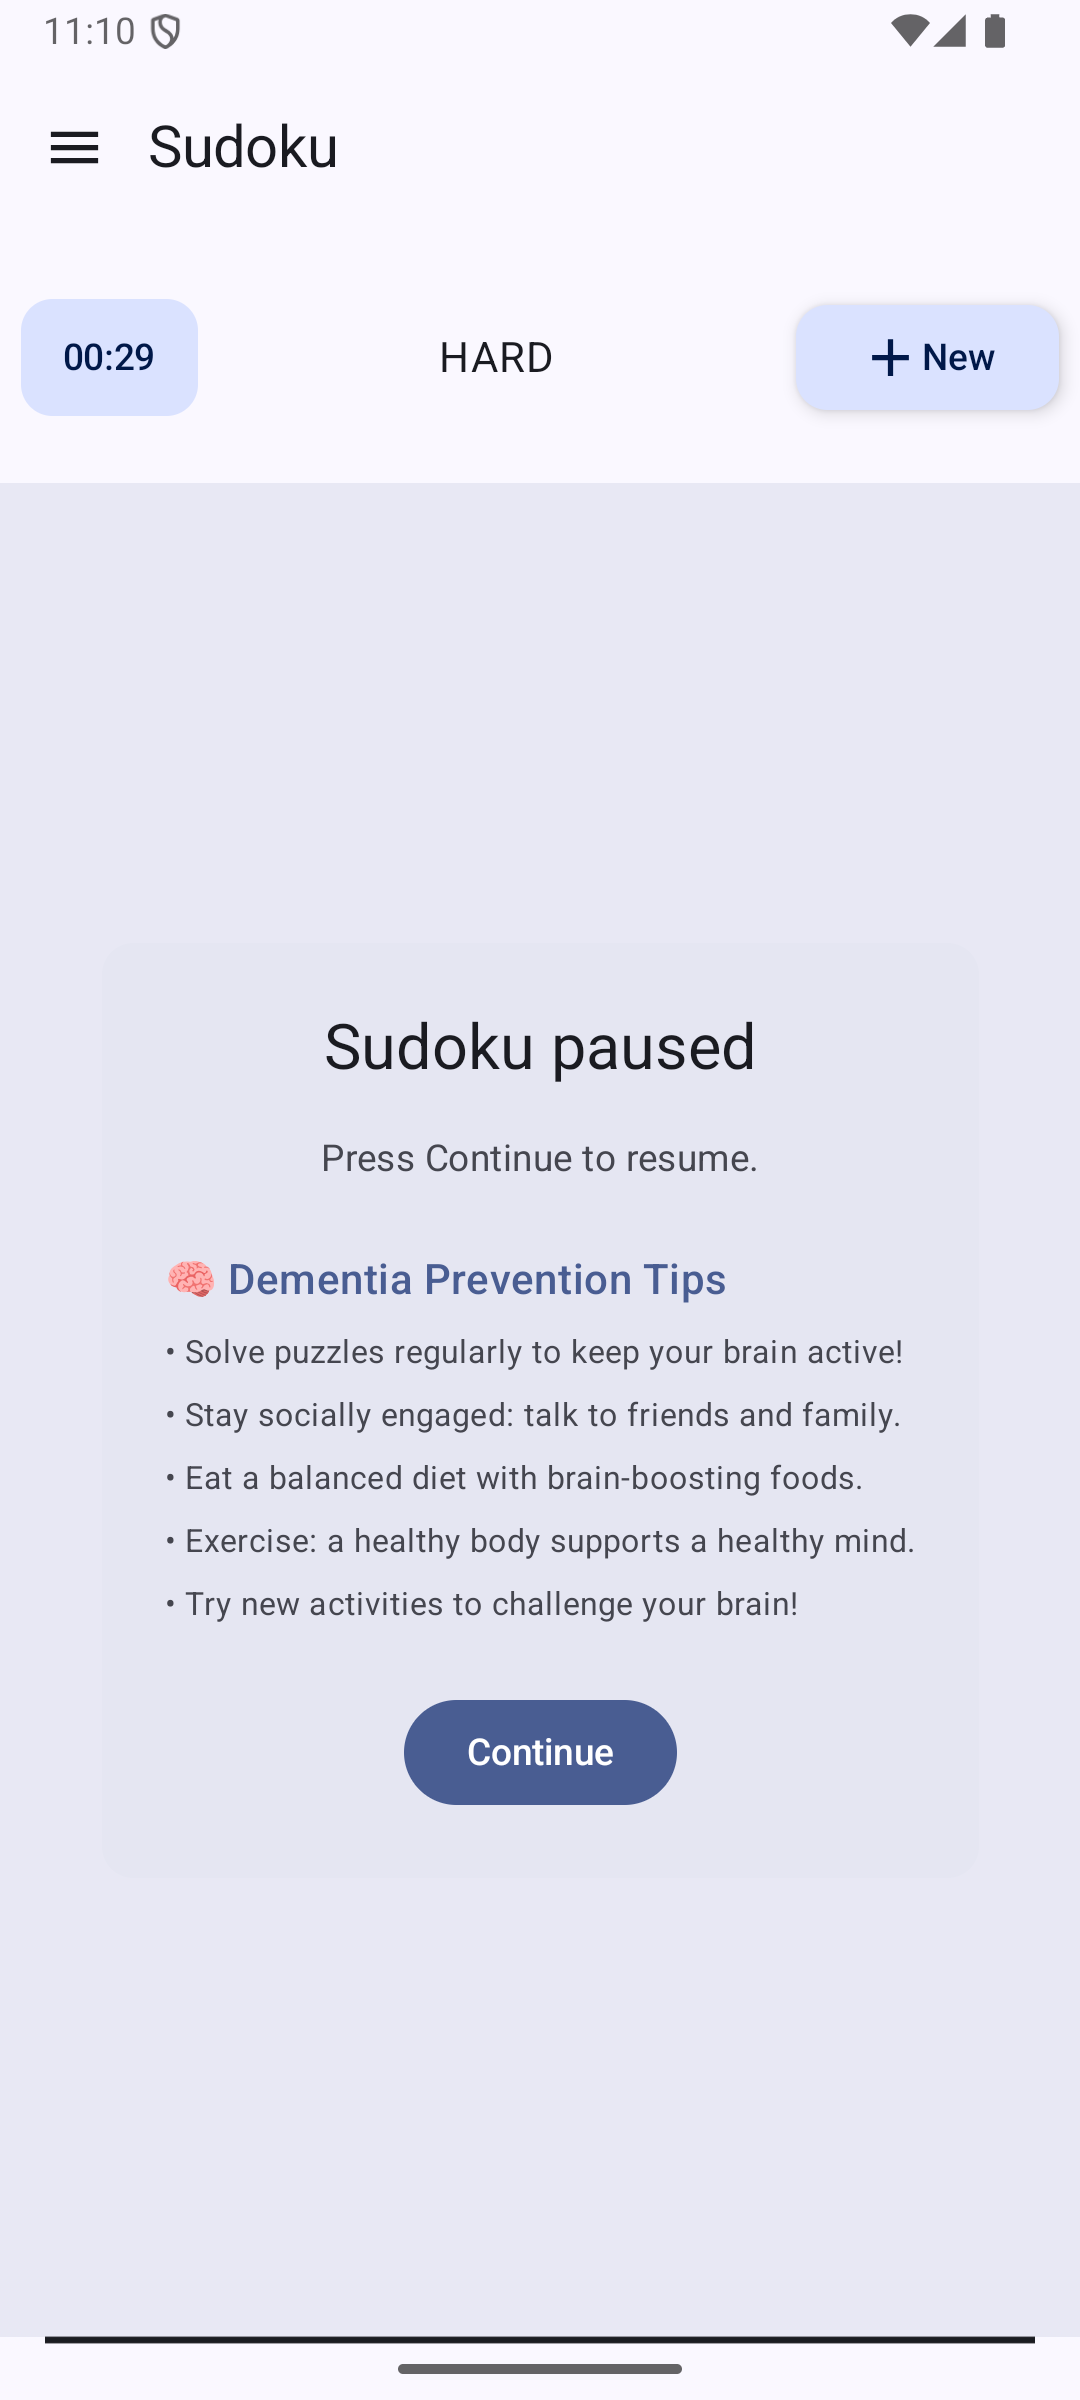 11:10
Sudoku
00:29
HARD
New
Sudoku paused
Press Continue to resume.
🧠 Dementia Prevention Tips
• Solve puzzles regularly to keep your brain active!
• Stay socially engaged: talk to friends and family.
• Eat a balanced diet with brain-boosting foods.
• Exercise: a healthy body supports a healthy mind.
• Try new activities to challenge your brain!
Continue